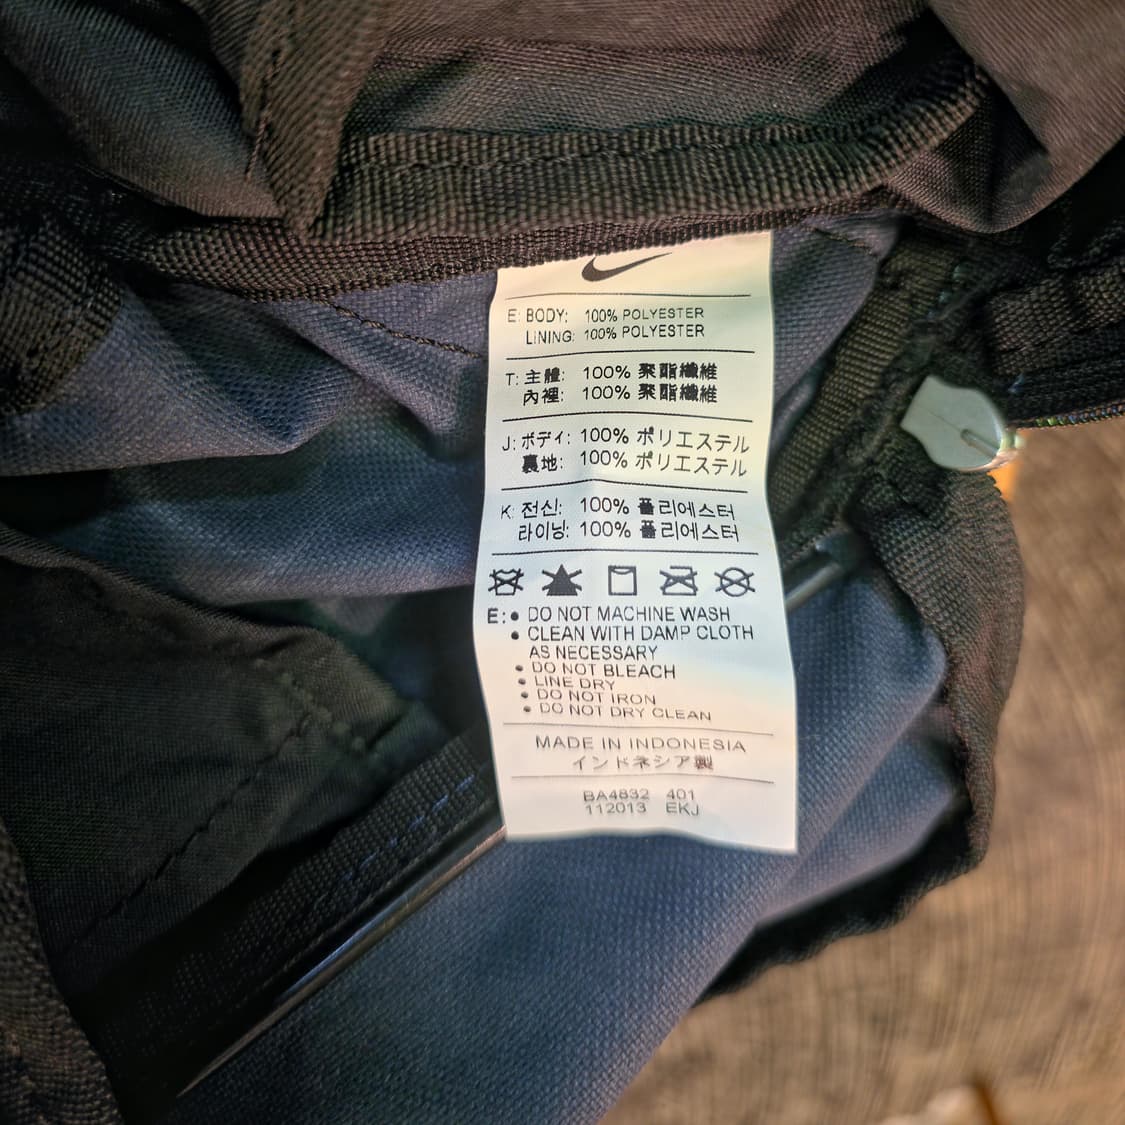 E: BODY: 100% POLYESTER
LINING: 100% POLYESTER
T: 主體: 100% 聚酯纖維
內裡: 100% 聚酯纖維
J: ボディ: 100% ポリエステル
裏地: 100% ポリエステル
K: 전신: 100% 폴리에스터
라이닝: 100% 폴리에스터
E: • DO NOT MACHINE WASH
• CLEAN WITH DAMP CLOTH
AS NECESSARY
• DO NOT BLEACH
• LINE DRY
• DO NOT IRON
• DO NOT DRY CLEAN
MADE IN INDONESIA
インドネシア製
BA4832 401
112013 EKJ